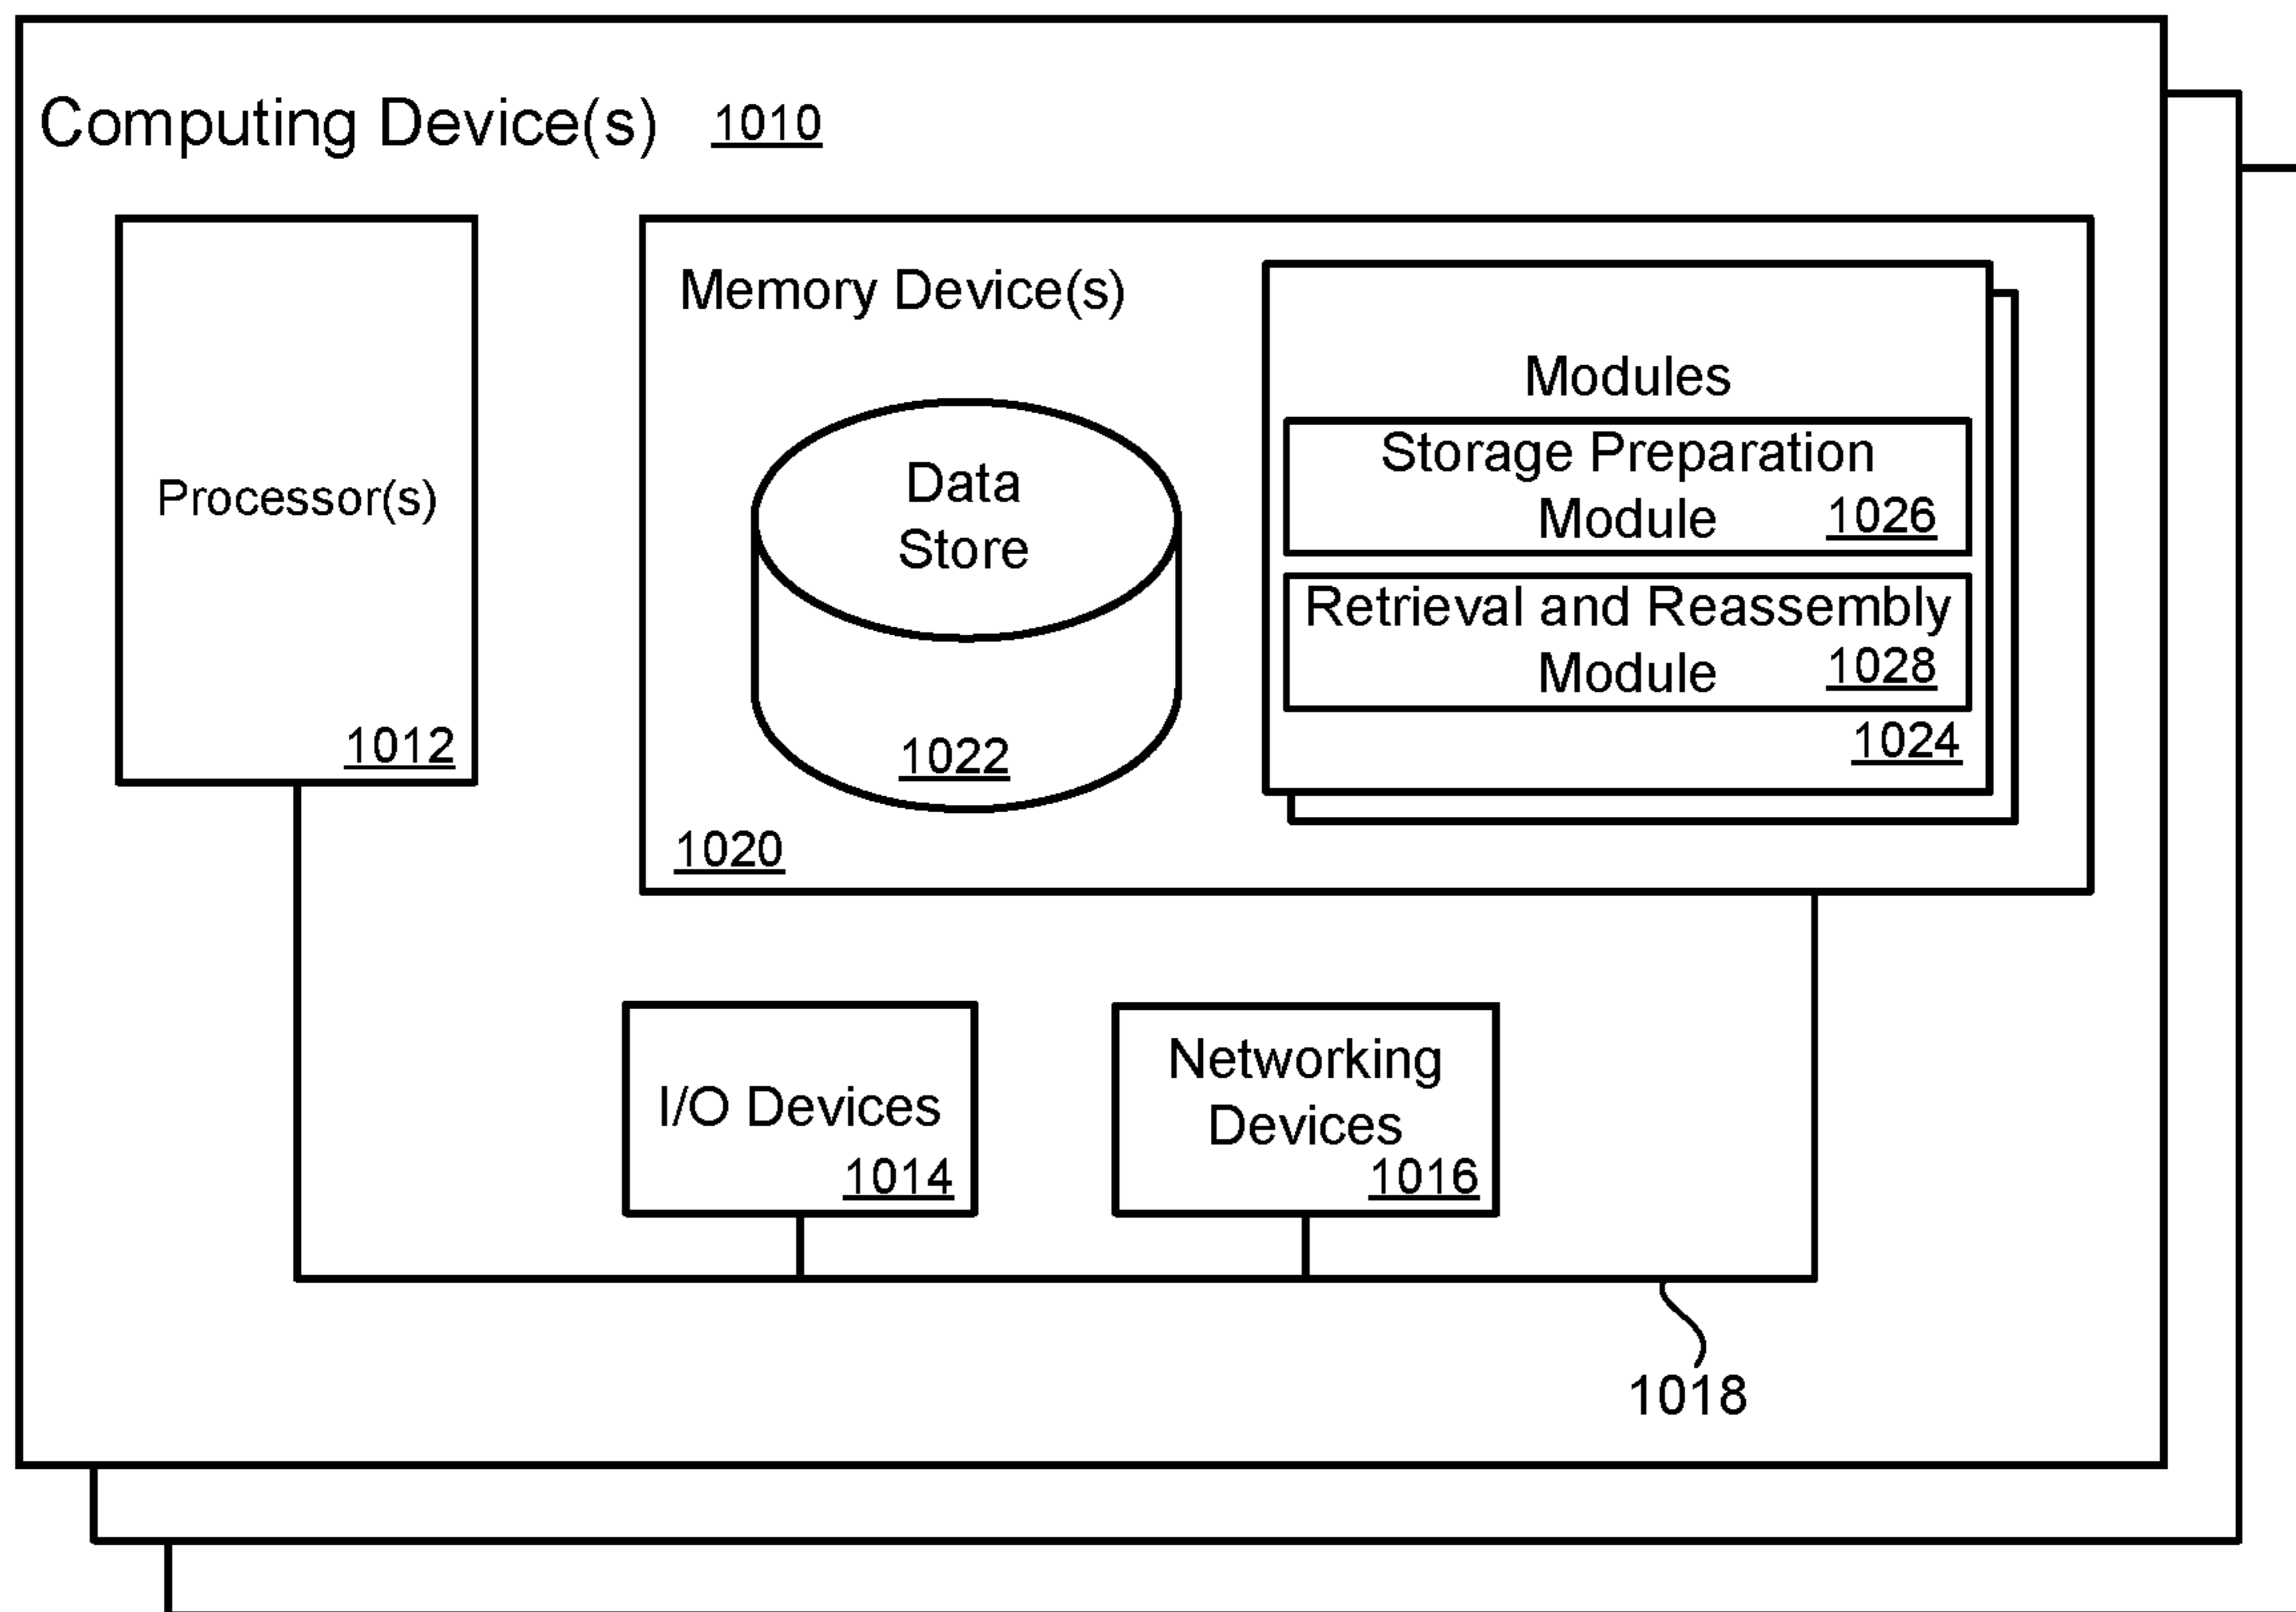 Computing Device(s) 1010
Processor(s)
1012
Memory Device(s)
Data
Store
1022
1020
Modules
Storage Preparation
Module 1026
Retrieval and Reassembly
Module 1028
1024
I/O Devices
1014
Networking
Devices
1016
1018